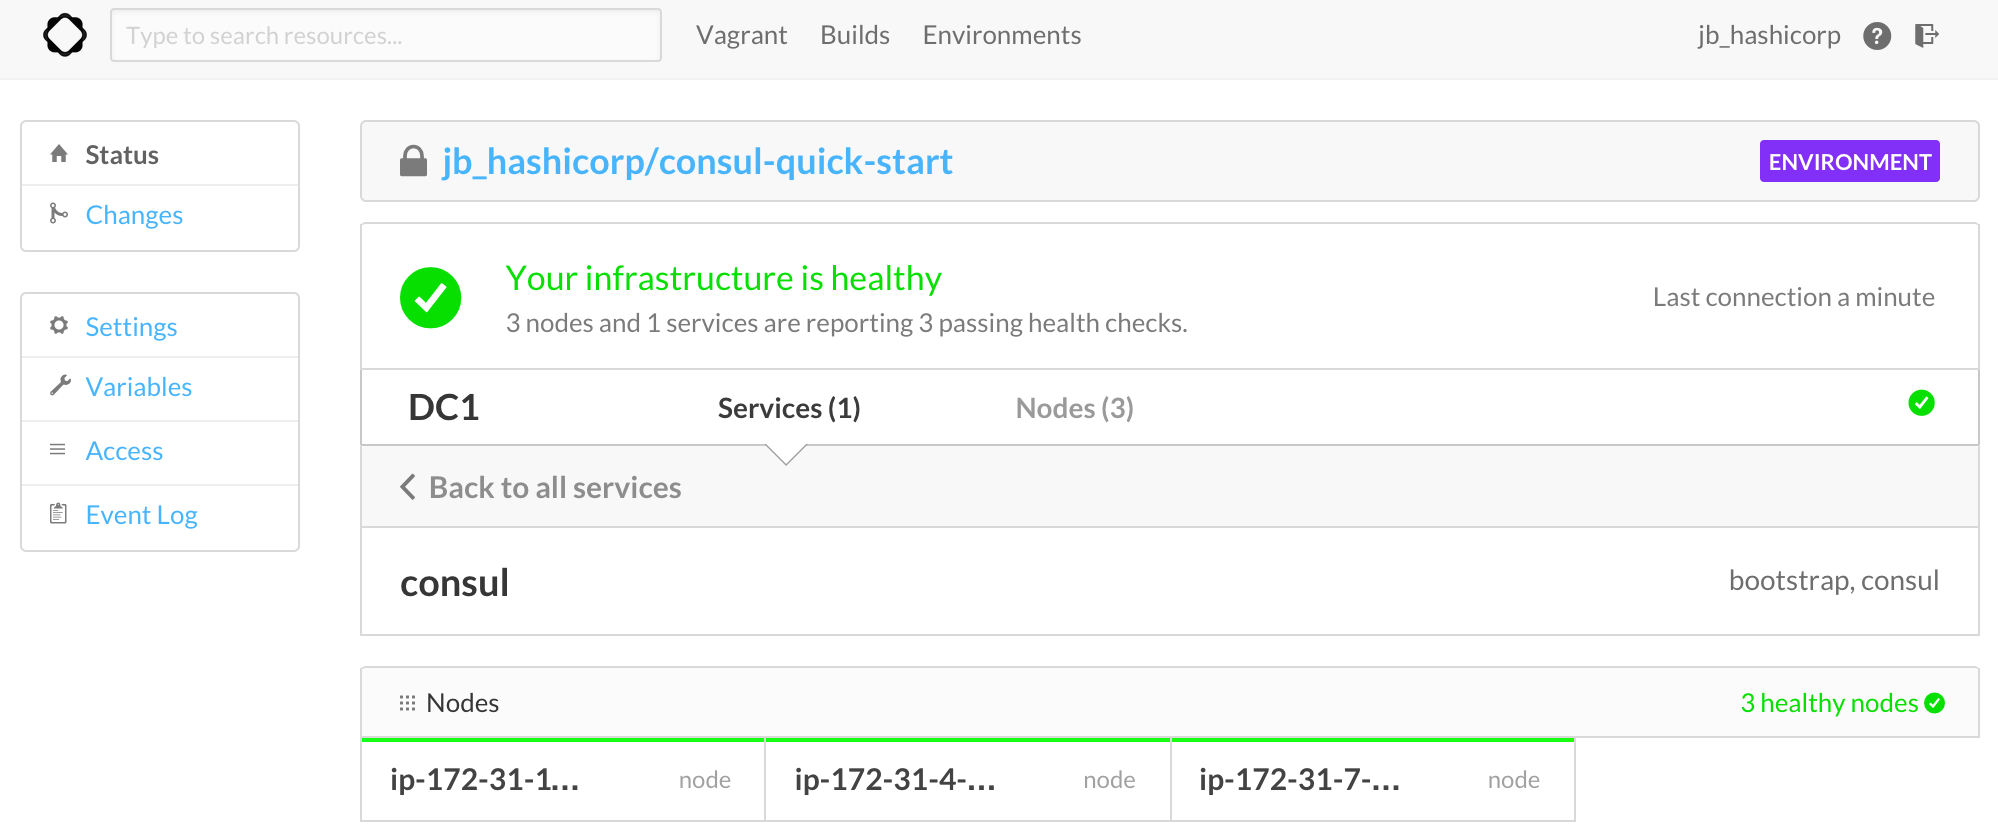 Type to search resources...
Vagrant Builds Environments
jb_hashicorp
Status
Changes
Settings
Variables
Access
Event Log
jb_hashicorp/consul-quick-start
ENVIRONMENT
Your infrastructure is healthy
3 nodes and 1 services are reporting 3 passing health checks.
Last connection a minute
DC1 Services (1) Nodes (3)
Back to all services
consul
bootstrap, consul
Nodes
3 healthy nodes
ip-172-31-1... node
ip-172-31-4-... node
ip-172-31-7-... node